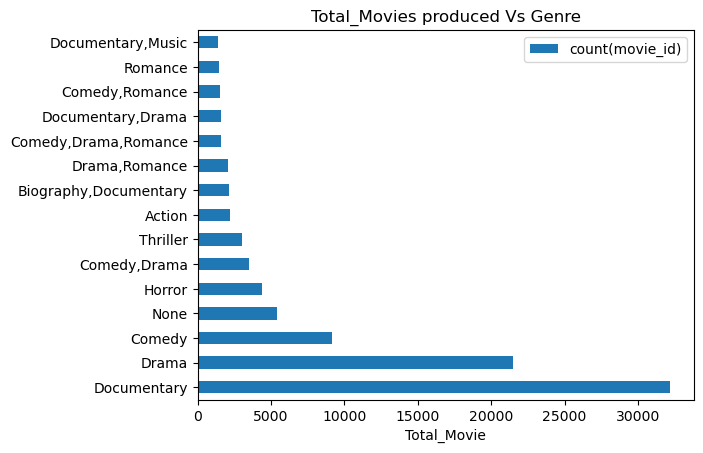 Total_Movies produced Vs Genre
count(movie_id)
Documentary,Music
Romance
Comedy,Romance
Documentary,Drama
Comedy,Drama,Romance
Drama,Romance
Biography,Documentary
Action
Thriller
Comedy,Drama
Horror
None
Comedy
Drama
Documentary
0 5000 10000 15000 20000 25000 30000
Total_Movie